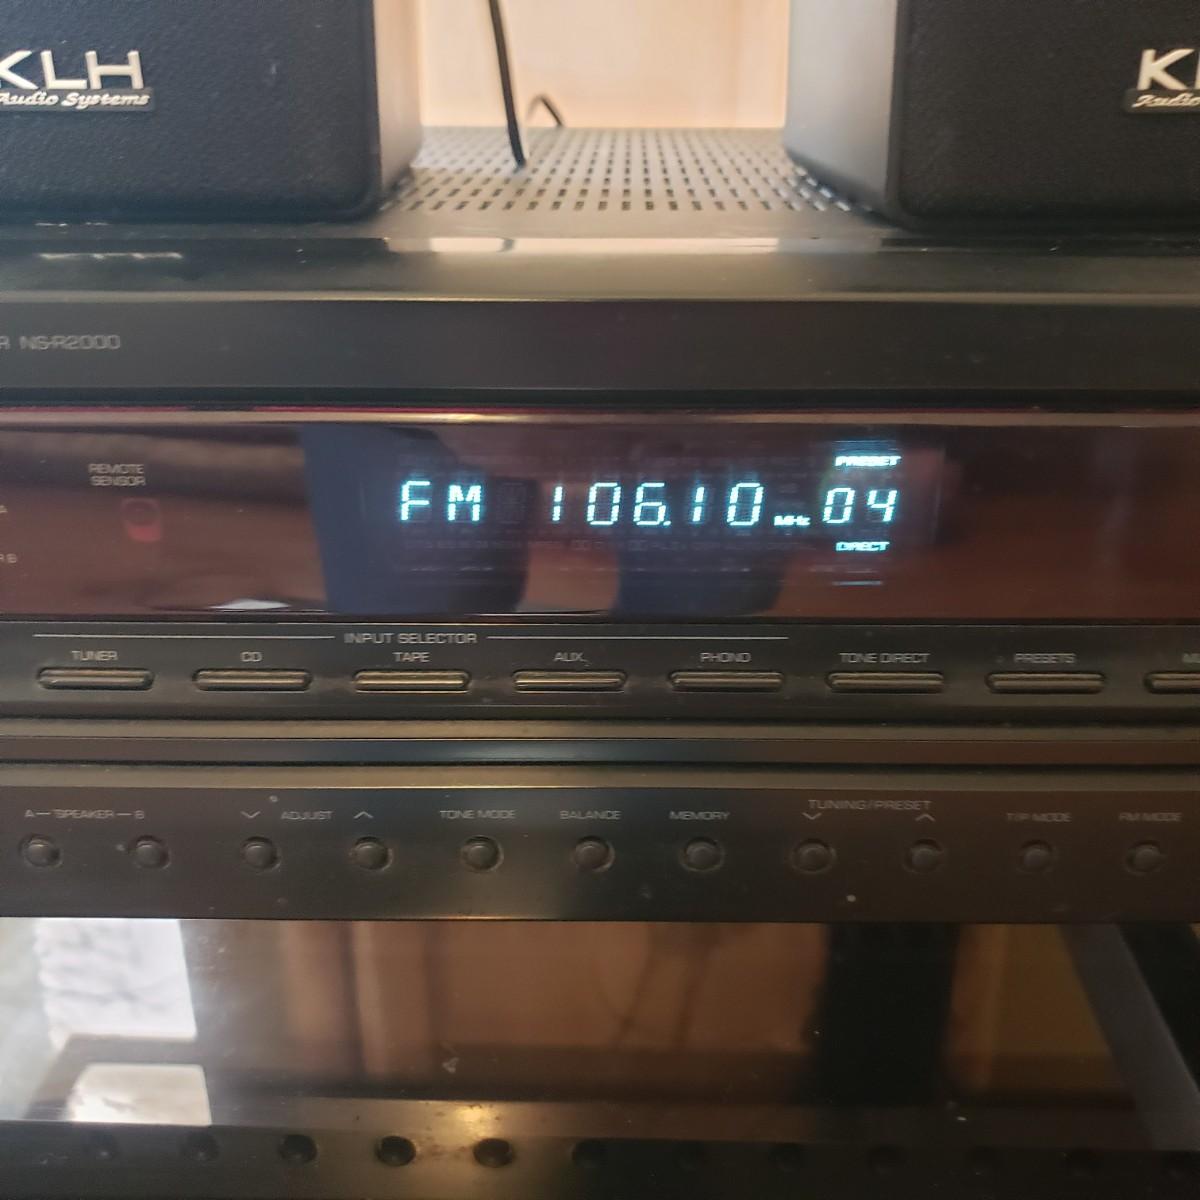 KLH
Audio Systems
NS-R2000
REMOTE
SENSOR
PRESET
FM 106.10 MHz 04
DIRECT
INPUT SELECTOR
TUNER CD TAPE AUX PHONO TONE DIRECT PRESETS
A — SPEAKER — B ADJUST TONE MODE BALANCE MEMORY TUNING/PRESET T/P MODE FM MODE